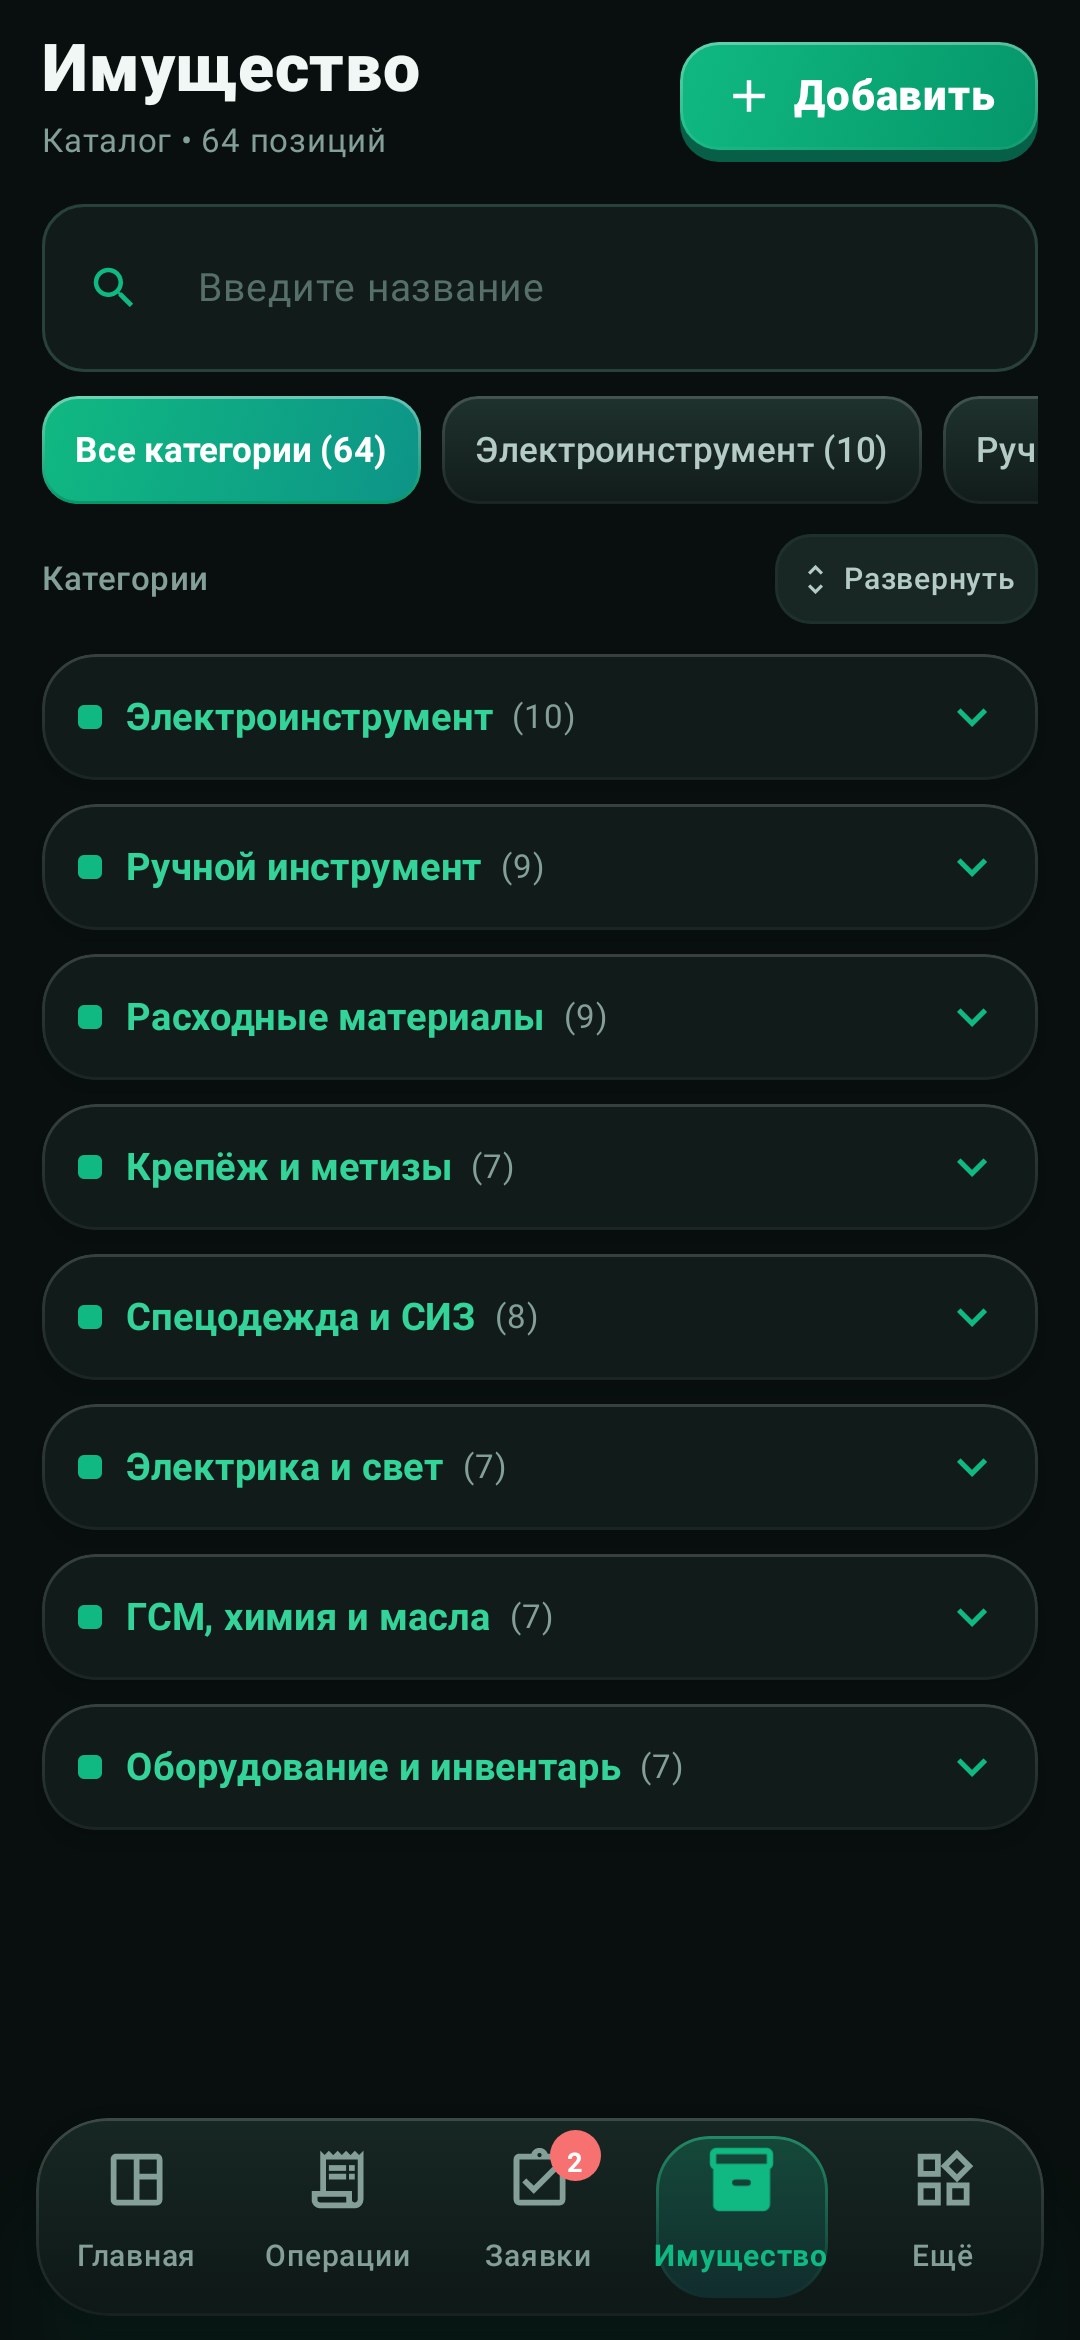 Имущество
Каталог • 64 позиций
Добавить
Введите название
Все категории (64)
Электроинструмент (10)
Руч
Категории
Развернуть
Электроинструмент (10)
Ручной инструмент (9)
Расходные материалы (9)
Крепёж и метизы (7)
Спецодежда и СИЗ (8)
Электрика и свет (7)
ГСМ, химия и масла (7)
Оборудование и инвентарь (7)
2
Главная
Операции
Заявки
Имущество
Ещё